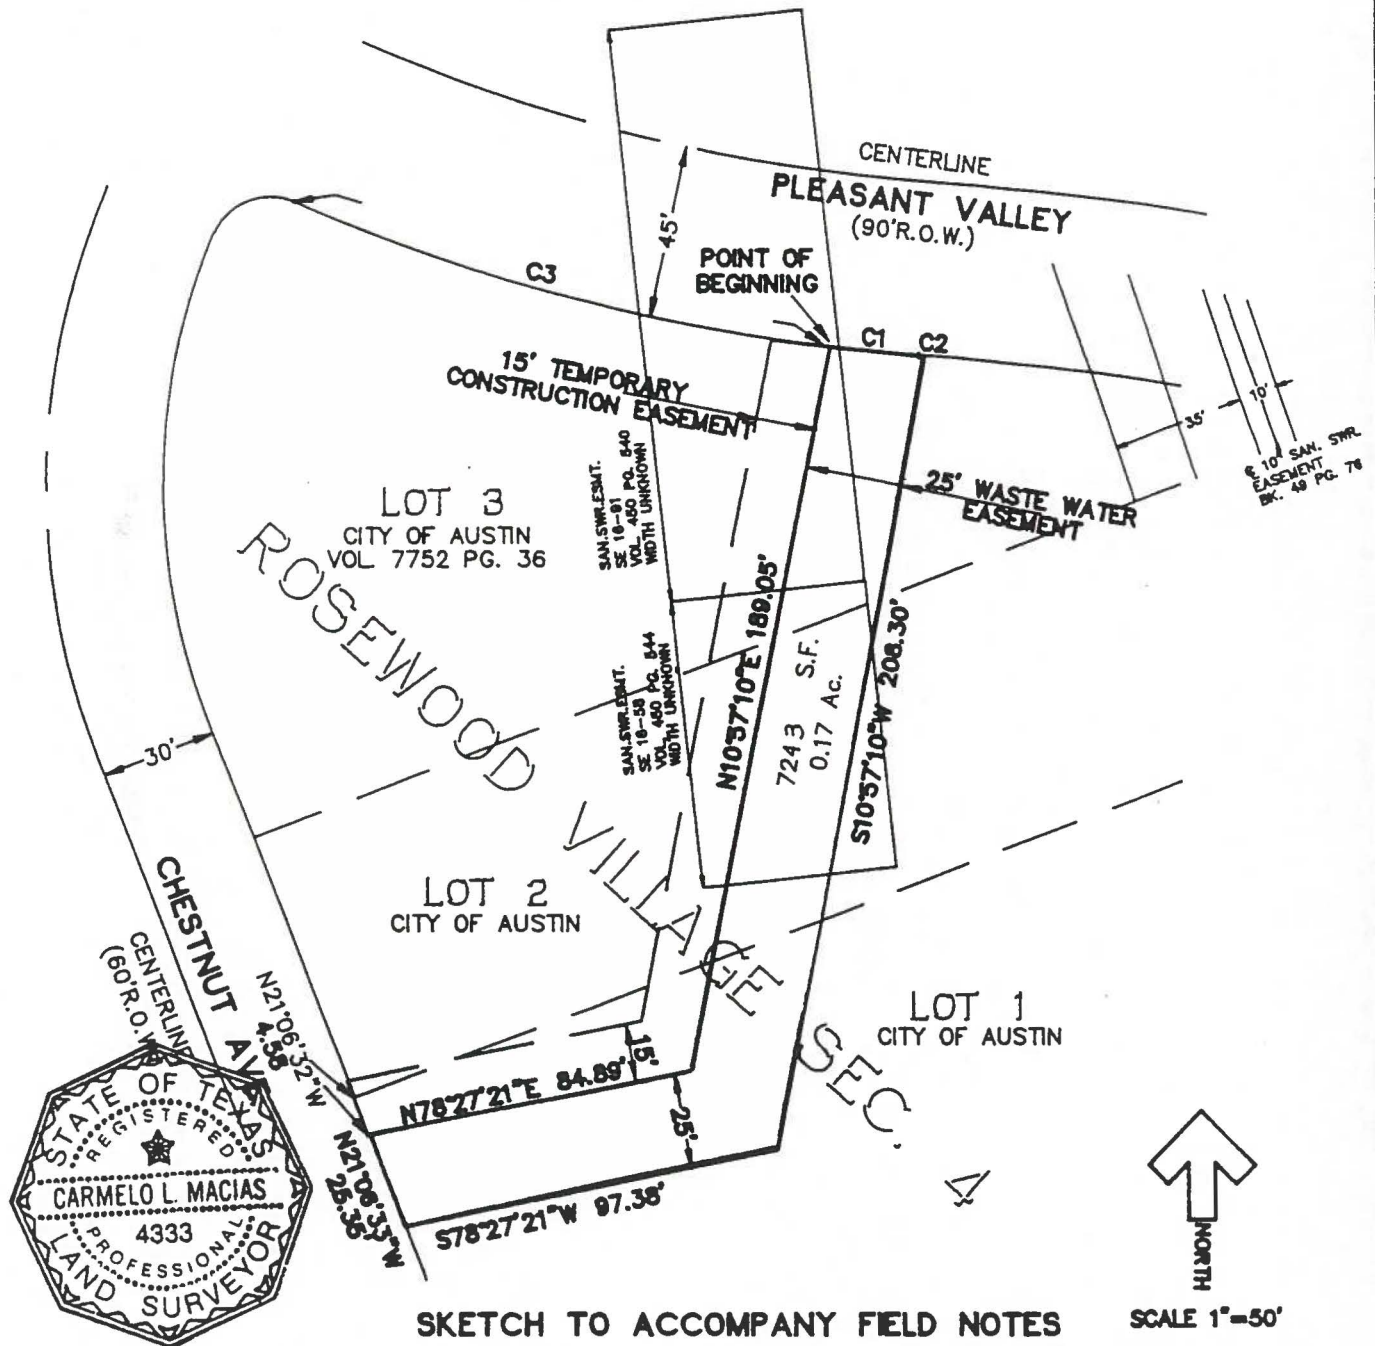 CENTERLINE
PLEASANT VALLEY
(90'R.O.W.)
45'
C3
POINT OF
BEGINNING
C1
C2
15' TEMPORARY
CONSTRUCTION EASEMENT
35'
10'
℄ 10' SAN. SWR.
EASEMENT
BK. 49 PG. 76
25' WASTE WATER
EASEMENT
LOT 3
CITY OF AUSTIN
VOL 7752 PG. 36
SAN.SWR.ESMT.
SE 16-91
VOL. 450 PG. 540
WIDTH UNKNOWN
ROSEWOOD VILLAGE SEC. 4
N10°57'10"E 189.05'
7243 S.F.
0.17 Ac.
S10°57'10"W 208.30'
SAN.SWR.ESMT.
SE 16-58
VOL. 450 PG. 544
WIDTH UNKNOWN
30'
CHESTNUT AVE
CENTERLINE
(60'R.O.W
LOT 2
CITY OF AUSTIN
LOT 1
CITY OF AUSTIN
N21°06'32"W
4.58
15'
N78°27'21"E 84.89'
25'
N21°06'33"W
25.35'
S78°27'21"W 97.38'
STATE OF TEXAS
REGISTERED
CARMELO L. MACIAS
4333
PROFESSIONAL
LAND SURVEYOR
NORTH
SKETCH TO ACCOMPANY FIELD NOTES
SCALE 1"=50'